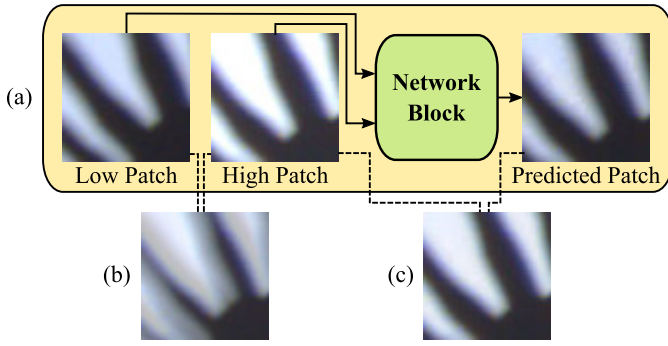 (a)
Network
Block
Low Patch
High Patch
Predicted Patch
(b)
(c)